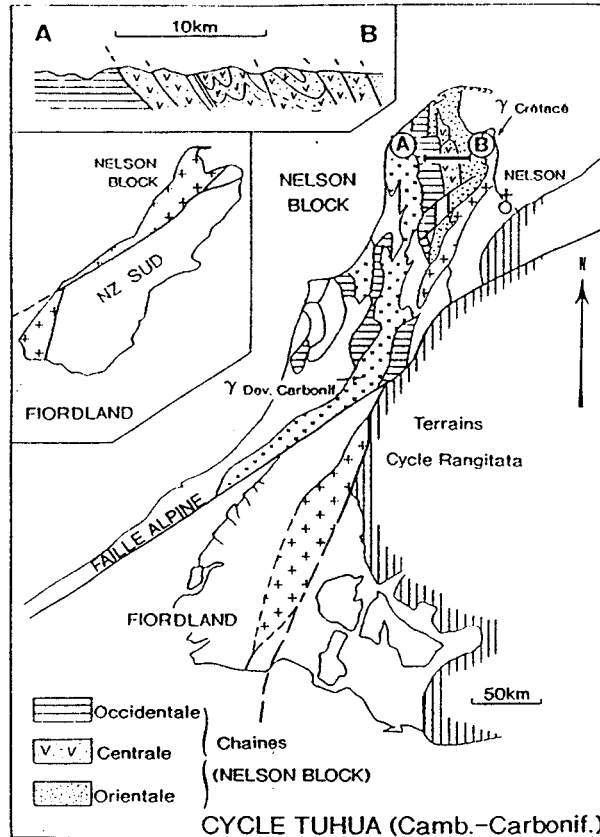 A
10km
B
NELSON
BLOCK
NZ SUD
FIORDLAND
NELSON
BLOCK
A
B
γ Crétacé
NELSON
N
γ Dev. Carbonif.
Terrains
Cycle Rangitata
FAILLE ALPINE
FIORDLAND
50km
Occidentale
Centrale
Orientale
Chaines
(NELSON BLOCK)
CYCLE TUHUA (Camb.-Carbonif.)